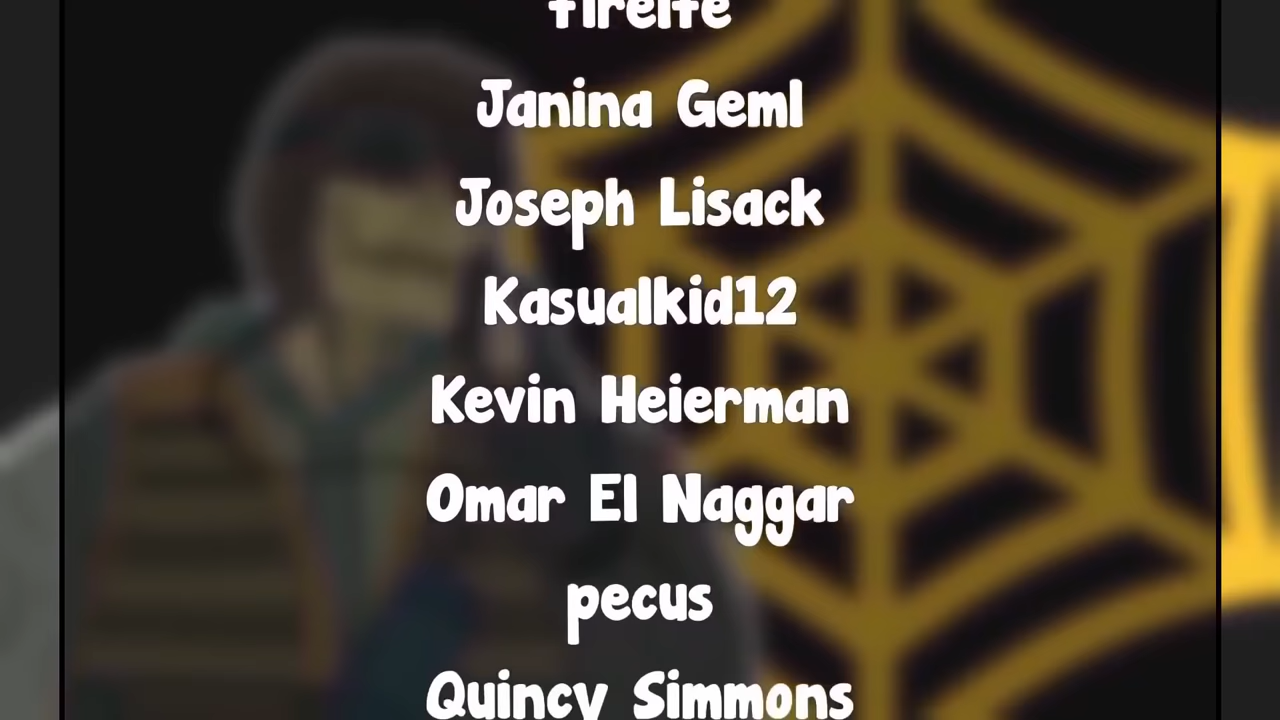 Janina Geml
Joseph Lisack
Kasualkid12
Kevin Heierman
Omar El Naggar
pecus
Quincy Simmons